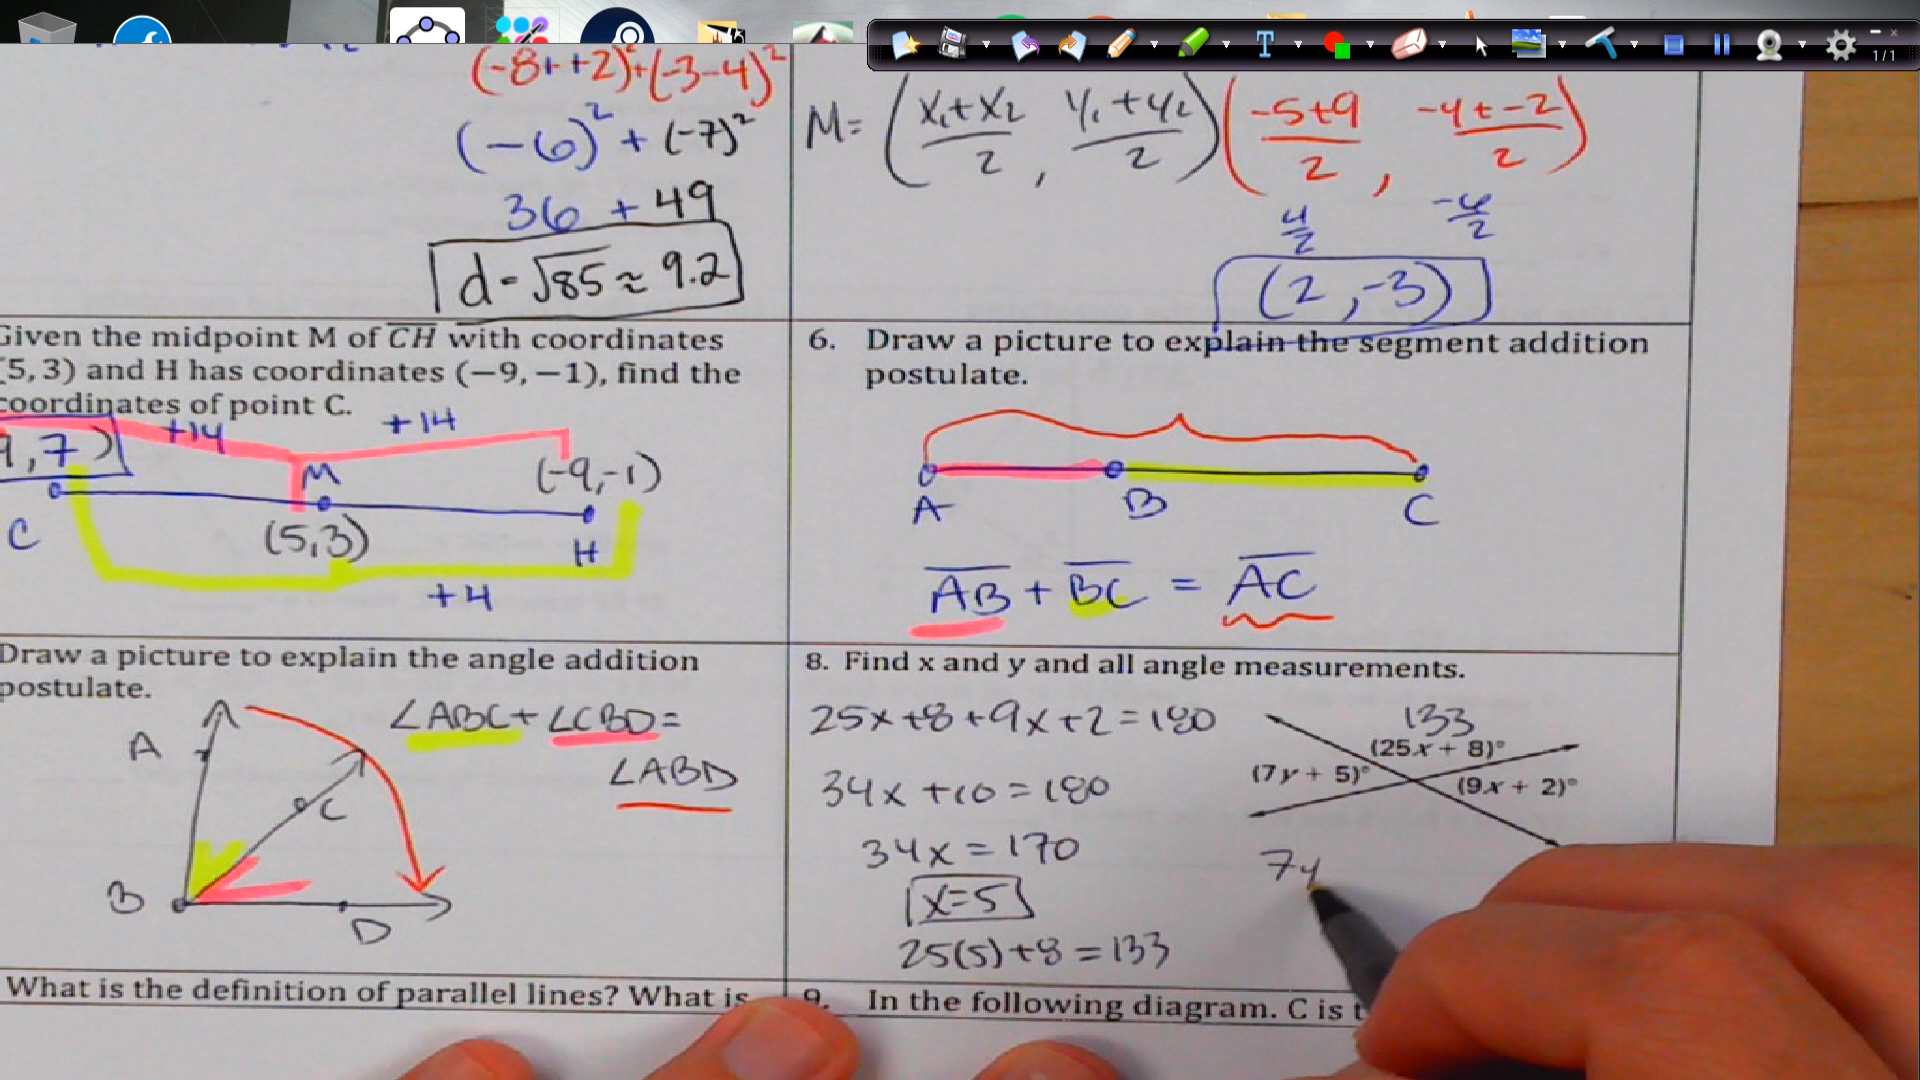 (-8+ +2)²+(-3-4)²
(-6)² + (-7)²
36 + 49
d = √85 ≈ 9.2
M= (x₁+x₂/2, y₁+y₂/2) (-5+9/2, -4+-2/2)
4/2 -6/2
(2,-3)
Given the midpoint M of CH with coordinates
(5, 3) and H has coordinates (−9, −1), find the
coordinates of point C.
+14 +14
9,7)
M
(-9,-1)
C
(5,3)
H
+4
6. Draw a picture to explain the segment addition
postulate.
A B C
AB + BC = AC
Draw a picture to explain the angle addition
postulate.
∠ABC+ ∠CBD=
∠ABD
A
C
B
D
8. Find x and y and all angle measurements.
25x+8+9x+2=180
34x+10=180
34x=170
x=5
25(5)+8=133
133
(25x + 8)°
(7y + 5)°
(9x + 2)°
7y
What is the definition of parallel lines? What is
9. In the following diagram. C is t
1/1